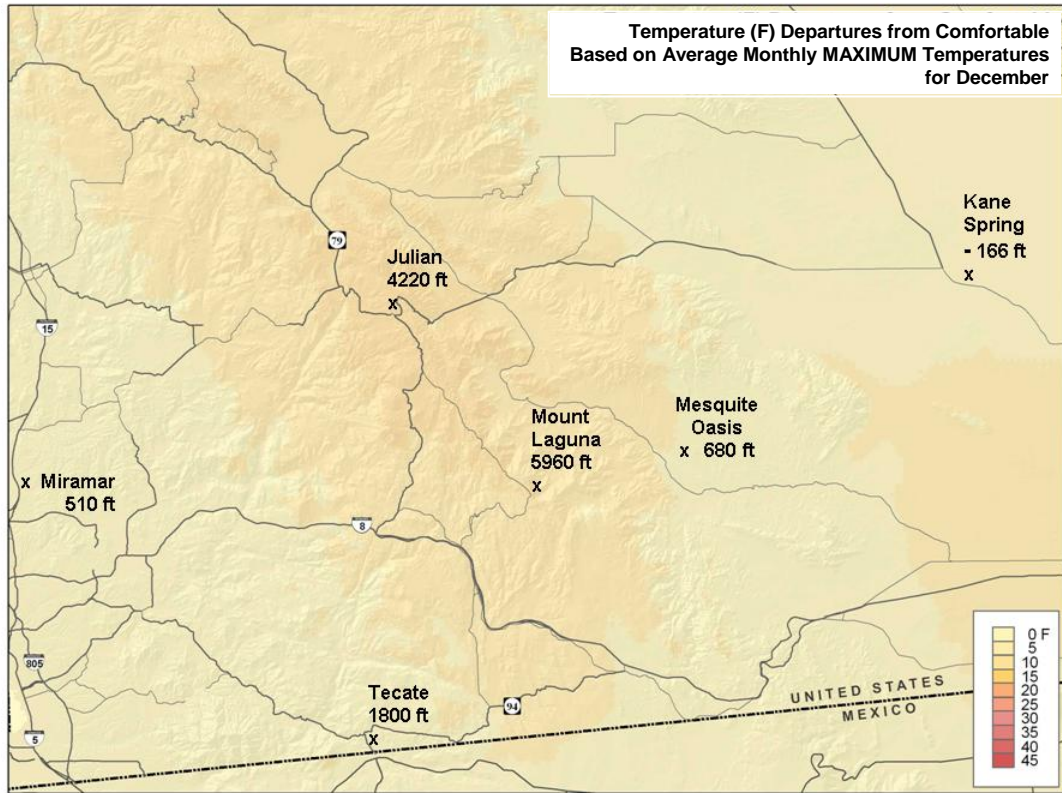 Temperature (F) Departures from Comfortable
Based on Average Monthly MAXIMUM Temperatures
for December
Kane
Spring
- 166 ft
x
79
Julian
4220 ft
x
15
Mount
Laguna
5960 ft
x
Mesquite
Oasis
x 680 ft
x Miramar
510 ft
8
805
Tecate
1800 ft
x
94
5
UNITED STATES
MEXICO
0 F
5
10
15
20
25
30
35
40
45